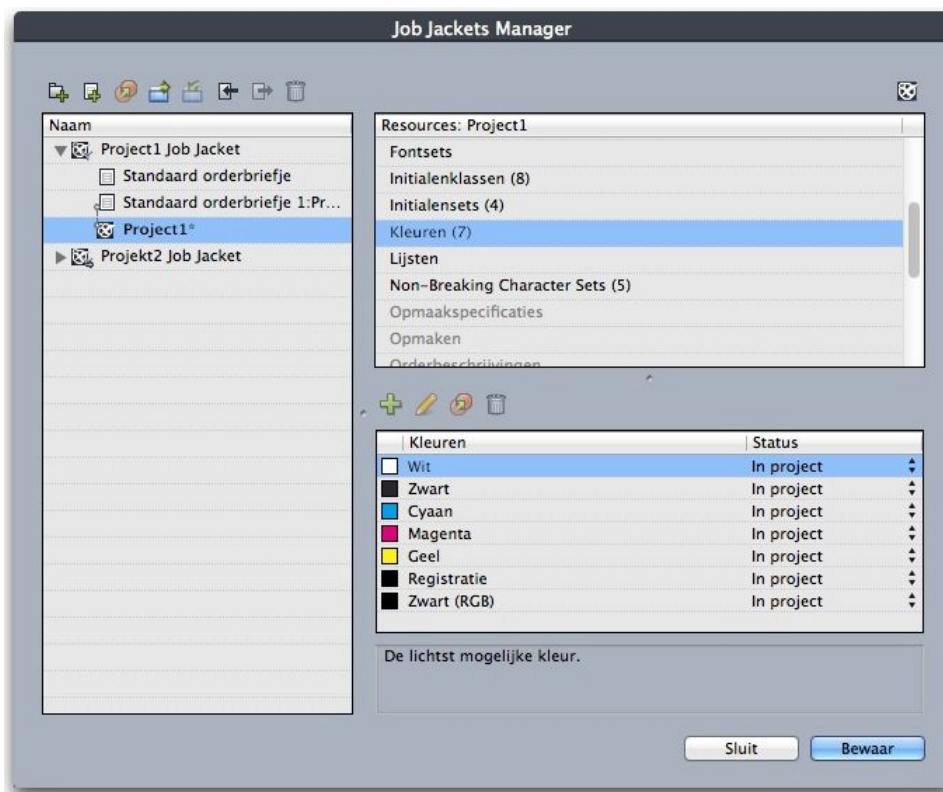 Job Jackets Manager
Naam
Project1 Job Jacket
Standaard orderbriefje
Standaard orderbriefje 1:Pr...
Project1*
Projekt2 Job Jacket
Resources: Project1
Fontsets
Initialenklassen (8)
Initialensets (4)
Kleuren (7)
Lijsten
Non-Breaking Character Sets (5)
Opmaakspecificaties
Opmaken
Orderbeschrijvingen
Kleuren Status
Wit In project
Zwart In project
Cyaan In project
Magenta In project
Geel In project
Registratie In project
Zwart (RGB) In project
De lichtst mogelijke kleur.
Sluit Bewaar